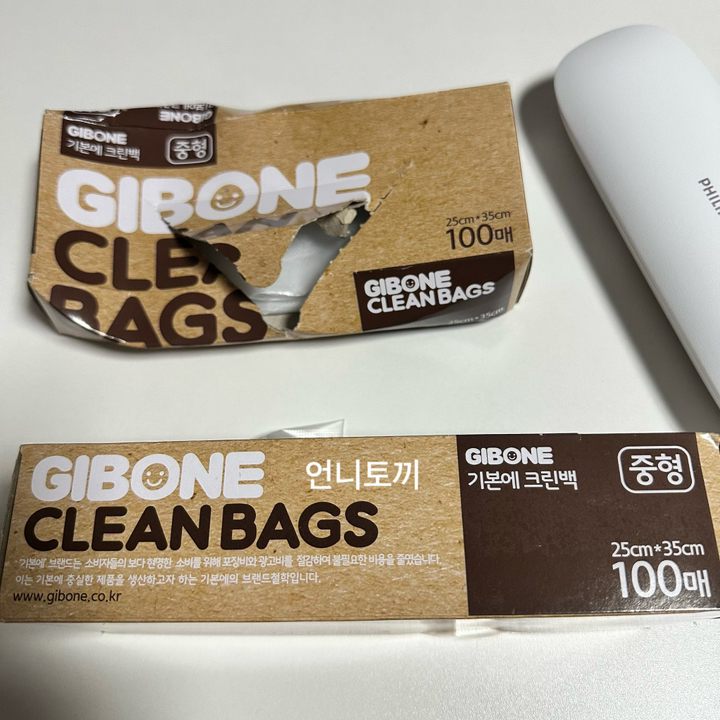 GIBONE
GIBONE
기본에 크린백
중형
GIBONE
CLEA
BAGS
25cm*35cm
100매
GIBONE
CLEAN BAGS
25cm*35cm
PHILI
GIBONE
CLEAN BAGS
언니토끼
"기본에" 브랜드는 소비자들의 보다 현명한 소비를 위해 포장비와 광고비를 절감하여 불필요한 비용을 줄였습니다.
이는 기본에 충실한 제품을 생산하고자 하는 기본에의 브랜드철학입니다.
www.gibone.co.kr
GIBONE
기본에 크린백
중형
25cm*35cm
100매